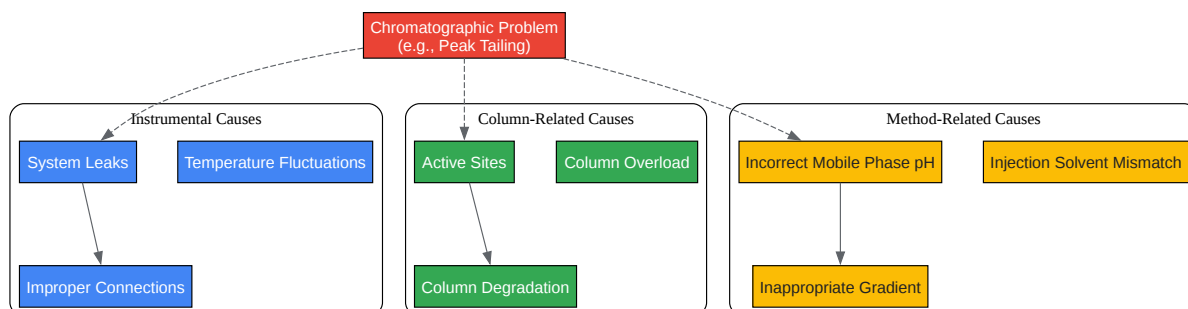 Chromatographic Problem
(e.g., Peak Tailing)
Instrumental Causes
System Leaks
Temperature Fluctuations
Improper Connections
Column-Related Causes
Active Sites
Column Overload
Column Degradation
Method-Related Causes
Incorrect Mobile Phase pH
Injection Solvent Mismatch
Inappropriate Gradient